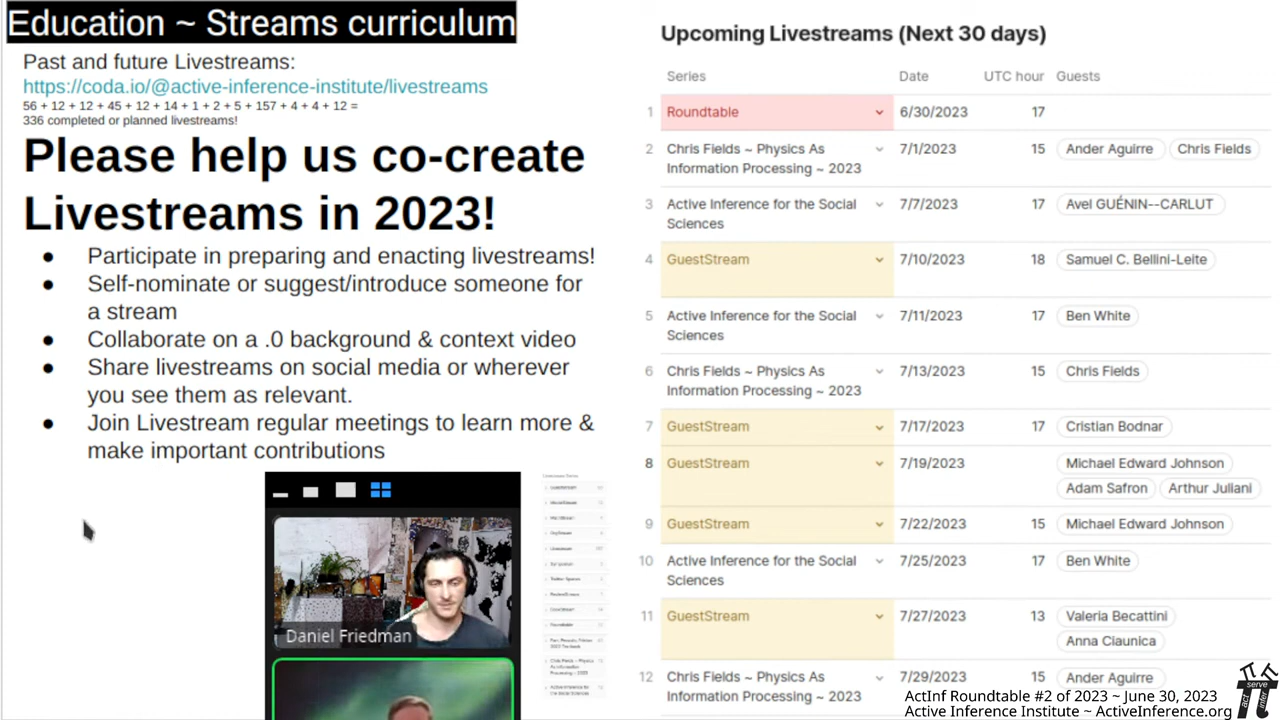 Education ~ Streams curriculum
Past and future Livestreams:
https://coda.io/@active-inference-institute/livestreams
56 + 12 + 12 + 45 + 12 + 14 + 1 + 2 + 5 + 157 + 4 + 4 + 12 =
336 completed or planned livestreams!
Please help us co-create
Livestreams in 2023!
● Participate in preparing and enacting livestreams!
● Self-nominate or suggest/introduce someone for
a stream
● Collaborate on a .0 background & context video
● Share livestreams on social media or wherever
you see them as relevant.
● Join Livestream regular meetings to learn more &
make important contributions
Daniel Friedman
Upcoming Livestreams (Next 30 days)
Series Date UTC hour Guests
1 Roundtable 6/30/2023 17
2 Chris Fields ~ Physics As 7/1/2023 15 Ander Aguirre Chris Fields
Information Processing ~ 2023
3 Active Inference for the Social 7/7/2023 17 Avel GUÉNIN--CARLUT
Sciences
4 GuestStream 7/10/2023 18 Samuel C. Bellini-Leite
5 Active Inference for the Social 7/11/2023 17 Ben White
Sciences
6 Chris Fields ~ Physics As 7/13/2023 15 Chris Fields
Information Processing ~ 2023
7 GuestStream 7/17/2023 17 Cristian Bodnar
8 GuestStream 7/19/2023 Michael Edward Johnson
Adam Safron Arthur Juliani
9 GuestStream 7/22/2023 15 Michael Edward Johnson
10 Active Inference for the Social 7/25/2023 17 Ben White
Sciences
11 GuestStream 7/27/2023 13 Valeria Becattini
Anna Ciaunica
12 Chris Fields ~ Physics As 7/29/2023 15 Ander Aguirre
Information Processing ~ 2023
ActInf Roundtable #2 of 2023 ~ June 30, 2023
Active Inference Institute ~ ActiveInference.org
serve
act
infer